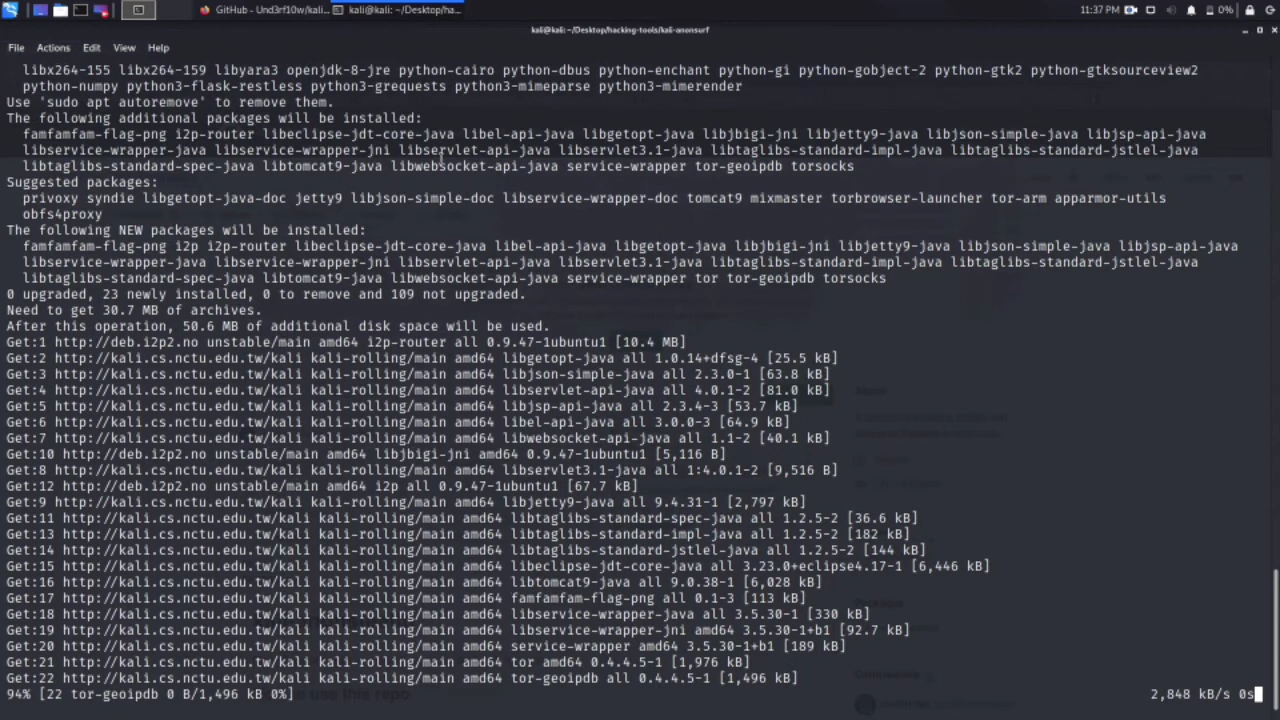 GitHub - Und3rf10w/kali...
kali@kali: ~/Desktop/ha...
11:37 PM
0%
kali@kali: ~/Desktop/hacking-tools/kali-anonsurf
File Actions Edit View Help
libx264-155 libx264-159 libyara3 openjdk-8-jre python-cairo python-dbus python-enchant python-gi python-gobject-2 python-gtk2 python-gtksourceview2
python-numpy python3-flask-restless python3-grequests python3-mimeparse python3-mimerender
Use 'sudo apt autoremove' to remove them.
The following additional packages will be installed:
famfamfam-flag-png i2p-router libeclipse-jdt-core-java libel-api-java libgetopt-java libjbigi-jni libjetty9-java libjson-simple-java libjsp-api-java
libservice-wrapper-java libservice-wrapper-jni libservlet-api-java libservlet3.1-java libtaglibs-standard-impl-java libtaglibs-standard-jstlel-java
libtaglibs-standard-spec-java libtomcat9-java libwebsocket-api-java service-wrapper tor-geoipdb torsocks
Suggested packages:
privoxy syndie libgetopt-java-doc jetty9 libjson-simple-doc libservice-wrapper-doc tomcat9 mixmaster torbrowser-launcher tor-arm apparmor-utils
obfs4proxy
The following NEW packages will be installed:
famfamfam-flag-png i2p i2p-router libeclipse-jdt-core-java libel-api-java libgetopt-java libjbigi-jni libjetty9-java libjson-simple-java libjsp-api-java
libservice-wrapper-java libservice-wrapper-jni libservlet-api-java libservlet3.1-java libtaglibs-standard-impl-java libtaglibs-standard-jstlel-java
libtaglibs-standard-spec-java libtomcat9-java libwebsocket-api-java service-wrapper tor tor-geoipdb torsocks
0 upgraded, 23 newly installed, 0 to remove and 109 not upgraded.
Need to get 30.7 MB of archives.
After this operation, 50.6 MB of additional disk space will be used.
Get:1 http://deb.i2p2.no unstable/main amd64 i2p-router all 0.9.47-1ubuntu1 [10.4 MB]
Get:2 http://kali.cs.nctu.edu.tw/kali kali-rolling/main amd64 libgetopt-java all 1.0.14+dfsg-4 [25.5 kB]
Get:3 http://kali.cs.nctu.edu.tw/kali kali-rolling/main amd64 libjson-simple-java all 2.3.0-1 [63.8 kB]
Get:4 http://kali.cs.nctu.edu.tw/kali kali-rolling/main amd64 libservlet-api-java all 4.0.1-2 [81.0 kB]
Get:5 http://kali.cs.nctu.edu.tw/kali kali-rolling/main amd64 libjsp-api-java all 2.3.4-3 [53.7 kB]
Get:6 http://kali.cs.nctu.edu.tw/kali kali-rolling/main amd64 libel-api-java all 3.0.0-3 [64.9 kB]
Get:7 http://kali.cs.nctu.edu.tw/kali kali-rolling/main amd64 libwebsocket-api-java all 1.1-2 [40.1 kB]
Get:10 http://deb.i2p2.no unstable/main amd64 libjbigi-jni amd64 0.9.47-1ubuntu1 [5,116 B]
Get:8 http://kali.cs.nctu.edu.tw/kali kali-rolling/main amd64 libservlet3.1-java all 1:4.0.1-2 [9,516 B]
Get:12 http://deb.i2p2.no unstable/main amd64 i2p all 0.9.47-1ubuntu1 [67.7 kB]
Get:9 http://kali.cs.nctu.edu.tw/kali kali-rolling/main amd64 libjetty9-java all 9.4.31-1 [2,797 kB]
Get:11 http://kali.cs.nctu.edu.tw/kali kali-rolling/main amd64 libtaglibs-standard-spec-java all 1.2.5-2 [36.6 kB]
Get:13 http://kali.cs.nctu.edu.tw/kali kali-rolling/main amd64 libtaglibs-standard-impl-java all 1.2.5-2 [182 kB]
Get:14 http://kali.cs.nctu.edu.tw/kali kali-rolling/main amd64 libtaglibs-standard-jstlel-java all 1.2.5-2 [144 kB]
Get:15 http://kali.cs.nctu.edu.tw/kali kali-rolling/main amd64 libeclipse-jdt-core-java all 3.23.0+eclipse4.17-1 [6,446 kB]
Get:16 http://kali.cs.nctu.edu.tw/kali kali-rolling/main amd64 libtomcat9-java all 9.0.38-1 [6,028 kB]
Get:17 http://kali.cs.nctu.edu.tw/kali kali-rolling/main amd64 famfamfam-flag-png all 0.1-3 [113 kB]
Get:18 http://kali.cs.nctu.edu.tw/kali kali-rolling/main amd64 libservice-wrapper-java all 3.5.30-1 [330 kB]
Get:19 http://kali.cs.nctu.edu.tw/kali kali-rolling/main amd64 libservice-wrapper-jni amd64 3.5.30-1+b1 [92.7 kB]
Get:20 http://kali.cs.nctu.edu.tw/kali kali-rolling/main amd64 service-wrapper amd64 3.5.30-1+b1 [189 kB]
Get:21 http://kali.cs.nctu.edu.tw/kali kali-rolling/main amd64 tor amd64 0.4.4.5-1 [1,976 kB]
Get:22 http://kali.cs.nctu.edu.tw/kali kali-rolling/main amd64 tor-geoipdb all 0.4.4.5-1 [1,496 kB]
94% [22 tor-geoipdb 0 B/1,496 kB 0%] 2,848 kB/s 0s